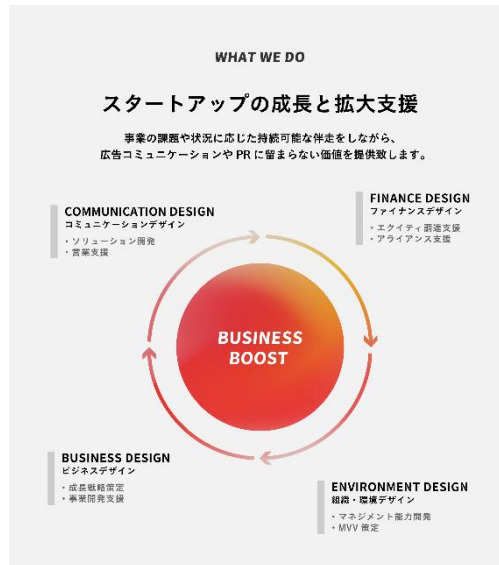 WHAT WE DO
スタートアップの成長と拡大支援
事業の課題や状況に応じた持続可能な伴走をしながら、
広告コミュニケーションや PR に留まらない価値を提供致します。
COMMUNICATION DESIGN
コミュニケーションデザイン
・ソリューション開発
・営業支援
FINANCE DESIGN
ファイナンスデザイン
・エクイティ調達支援
・アライアンス支援
BUSINESS
BOOST
BUSINESS DESIGN
ビジネスデザイン
・成長戦略策定
・事業開発支援
ENVIRONMENT DESIGN
組織・環境デザイン
・マネジメント能力開発
・MVV 策定